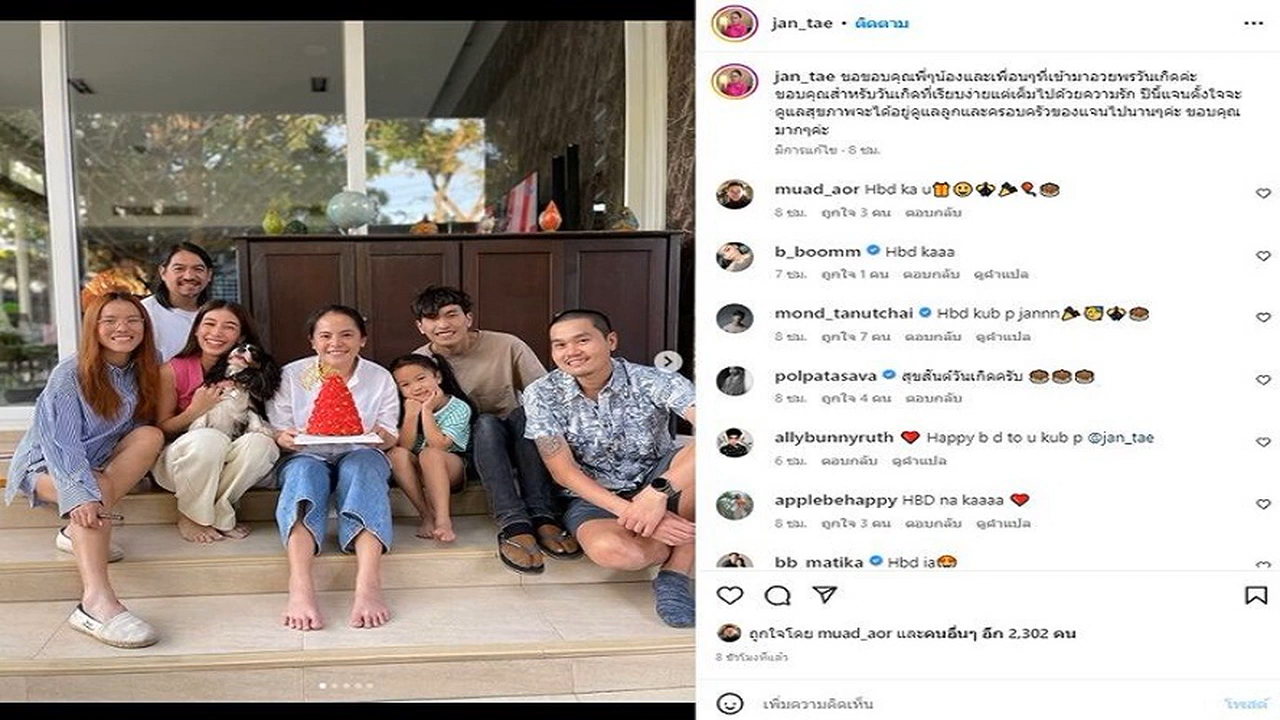 jan_tae • ติดตาม
jan_tae ขอขอบคุณพี่ๆน้องและเพื่อนๆที่เข้ามาอวยพรวันเกิดค่ะ
ขอบคุณสำหรับวันเกิดที่เรียบง่ายแต่เต็มไปด้วยความรัก ปีนี้แจนตั้งใจจะ
ดูแลสุขภาพจะได้อยู่ดูแลลูกและครอบครัวของแจนไปนานๆค่ะ ขอบคุณ
มากๆค่ะ
มีการแก้ไข · 8 ชม.
muad_aor Hbd ka u🎁😃👏🎉🎈🎂
8 ชม. ถูกใจ 3 คน ตอบกลับ
b_boomm Hbd kaaa
7 ชม. ถูกใจ 1 คน ตอบกลับ ดูคำแปล
mond_tanutchai Hbd kub p jannn
8 ชม. ถูกใจ 7 คน ตอบกลับ ดูคำแปล
polpatasava สุขสันต์วันเกิดครับ 🎂🎂🎂
8 ชม. ถูกใจ 4 คน ตอบกลับ
allybunnyruth ❤️ Happy b d to u kub p @jan_tae
6 ชม. ตอบกลับ ดูคำแปล
applebehappy HBD na kaaaa ❤️
8 ชม. ถูกใจ 3 คน ตอบกลับ ดูคำแปล
bb_matika Hbd ja
ถูกใจโดย muad_aor และคนอื่นๆ อีก 2,302 คน
8 ชั่วโมงที่แล้ว
เพิ่มความคิดเห็น
โพสต์